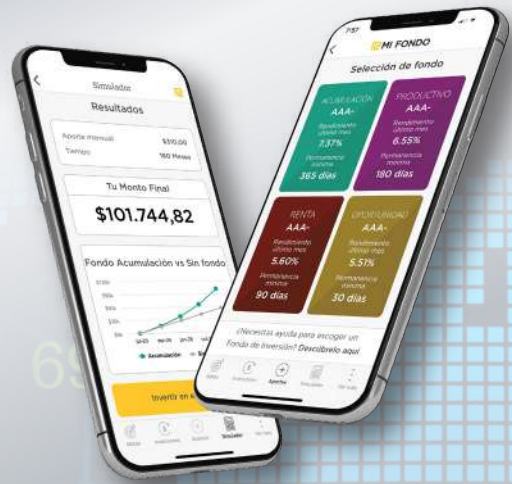 Simulador
Resultados
Aporte mensual $310,00
Tiempo 180 Meses
Tu Monto Final
$101.744,82
Fondo Acumulación vs Sin fondo
Acumulación
Invertir en
Simulador
7:57
MI FONDO
Selección de fondo
ACUMULACIÓN
AAA-
Rendimiento
último mes
7.37%
Permanencia
mínima
365 días
PRODUCTIVO
AAA-
Rendimiento
último mes
6.55%
Permanencia
mínima
180 días
RENTA
AAA-
Rendimiento
último mes
5.60%
Permanencia
mínima
90 días
OPORTUNIDAD
AAA-
Rendimiento
último mes
5.51%
Permanencia
mínima
30 días
¿Necesitas ayuda para escoger un
Fondo de Inversión? Descúbrelo aquí
Aportar